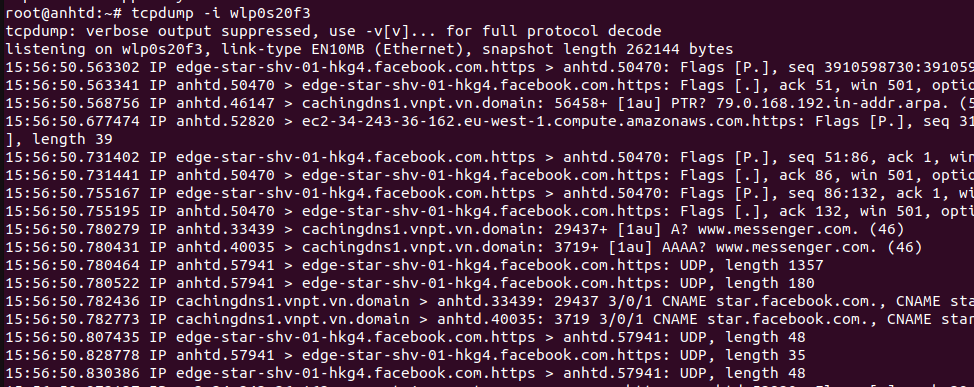 root@anhtd:~# tcpdump -i wlp0s20f3
tcpdump: verbose output suppressed, use -v[v]... for full protocol decode
listening on wlp0s20f3, link-type EN10MB (Ethernet), snapshot length 262144 bytes
15:56:50.563302 IP edge-star-shv-01-hkg4.facebook.com.https > anhtd.50470: Flags [P.], seq 3910598730:391059
15:56:50.563341 IP anhtd.50470 > edge-star-shv-01-hkg4.facebook.com.https: Flags [.], ack 51, win 501, optio
15:56:50.568756 IP anhtd.46147 > cachingdns1.vnpt.vn.domain: 56458+ [1au] PTR? 79.0.168.192.in-addr.arpa. (5
15:56:50.677474 IP anhtd.52820 > ec2-34-243-36-162.eu-west-1.compute.amazonaws.com.https: Flags [P.], seq 31
], length 39
15:56:50.731402 IP edge-star-shv-01-hkg4.facebook.com.https > anhtd.50470: Flags [P.], seq 51:86, ack 1, win
15:56:50.731441 IP anhtd.50470 > edge-star-shv-01-hkg4.facebook.com.https: Flags [.], ack 86, win 501, optio
15:56:50.755167 IP edge-star-shv-01-hkg4.facebook.com.https > anhtd.50470: Flags [P.], seq 86:132, ack 1, w
15:56:50.755195 IP anhtd.50470 > edge-star-shv-01-hkg4.facebook.com.https: Flags [.], ack 132, win 501, opti
15:56:50.780279 IP anhtd.33439 > cachingdns1.vnpt.vn.domain: 29437+ [1au] A? www.messenger.com. (46)
15:56:50.780431 IP anhtd.40035 > cachingdns1.vnpt.vn.domain: 3719+ [1au] AAAA? www.messenger.com. (46)
15:56:50.780464 IP anhtd.57941 > edge-star-shv-01-hkg4.facebook.com.https: UDP, length 1357
15:56:50.780522 IP anhtd.57941 > edge-star-shv-01-hkg4.facebook.com.https: UDP, length 180
15:56:50.782436 IP cachingdns1.vnpt.vn.domain > anhtd.33439: 29437 3/0/1 CNAME star.facebook.com., CNAME sta
15:56:50.782773 IP cachingdns1.vnpt.vn.domain > anhtd.40035: 3719 3/0/1 CNAME star.facebook.com., CNAME star
15:56:50.807435 IP edge-star-shv-01-hkg4.facebook.com.https > anhtd.57941: UDP, length 48
15:56:50.828778 IP anhtd.57941 > edge-star-shv-01-hkg4.facebook.com.https: UDP, length 35
15:56:50.830386 IP edge-star-shv-01-hkg4.facebook.com.https > anhtd.57941: UDP, length 48